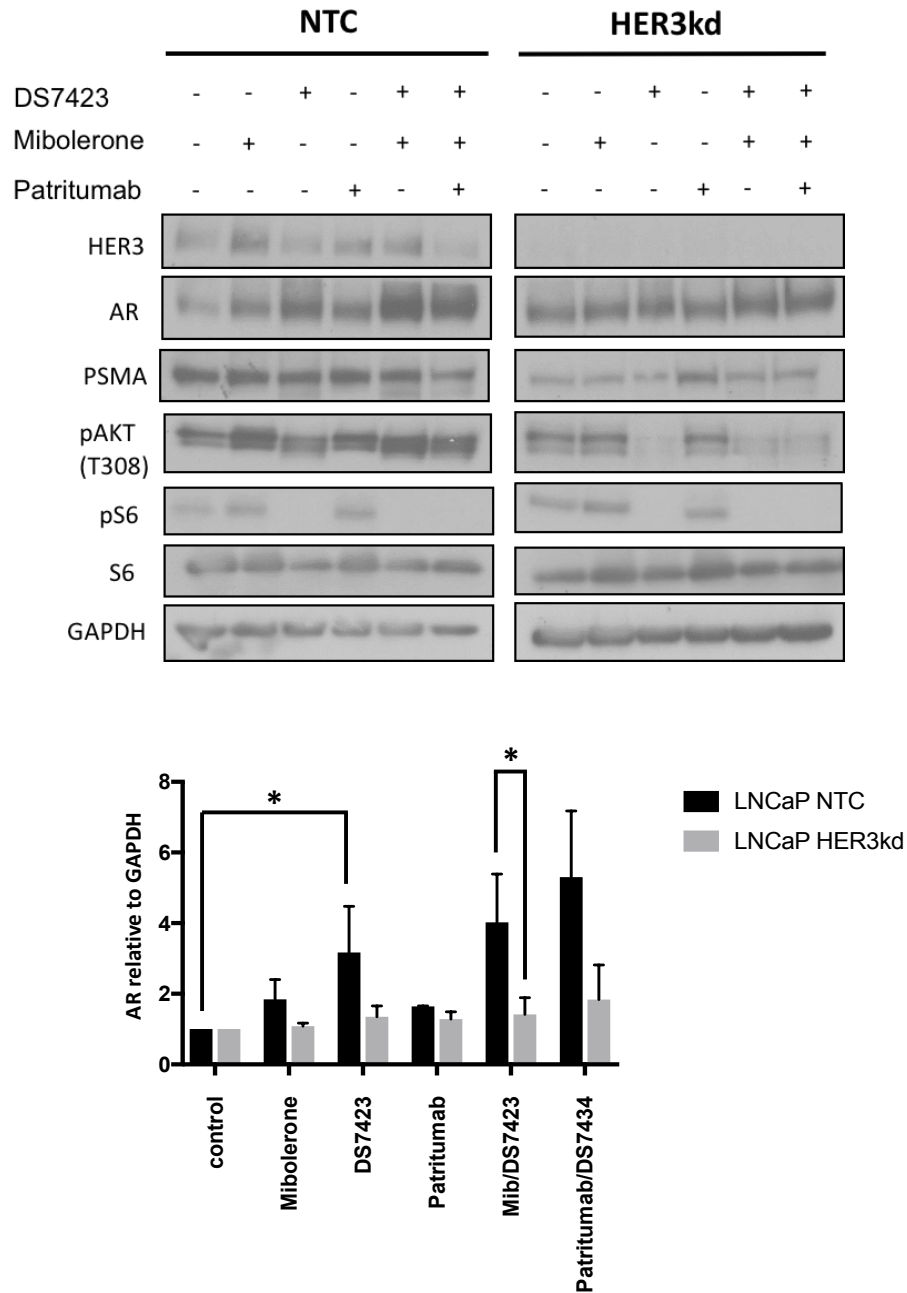 NTC HER3kd
DS7423 - - + - + + - - + - + +
Mibolerone - + - - + + - + - - + +
Patritumab - - - + - + - - - + - +
HER3
AR
PSMA
pAKT
(T308)
pS6
S6
GAPDH
*
*
8
6
4
2
0
AR relative to GAPDH
LNCaP NTC
LNCaP HER3kd
control
Mibolerone
DS7423
Patritumab
Mib/DS7423
Patritumab/DS7434